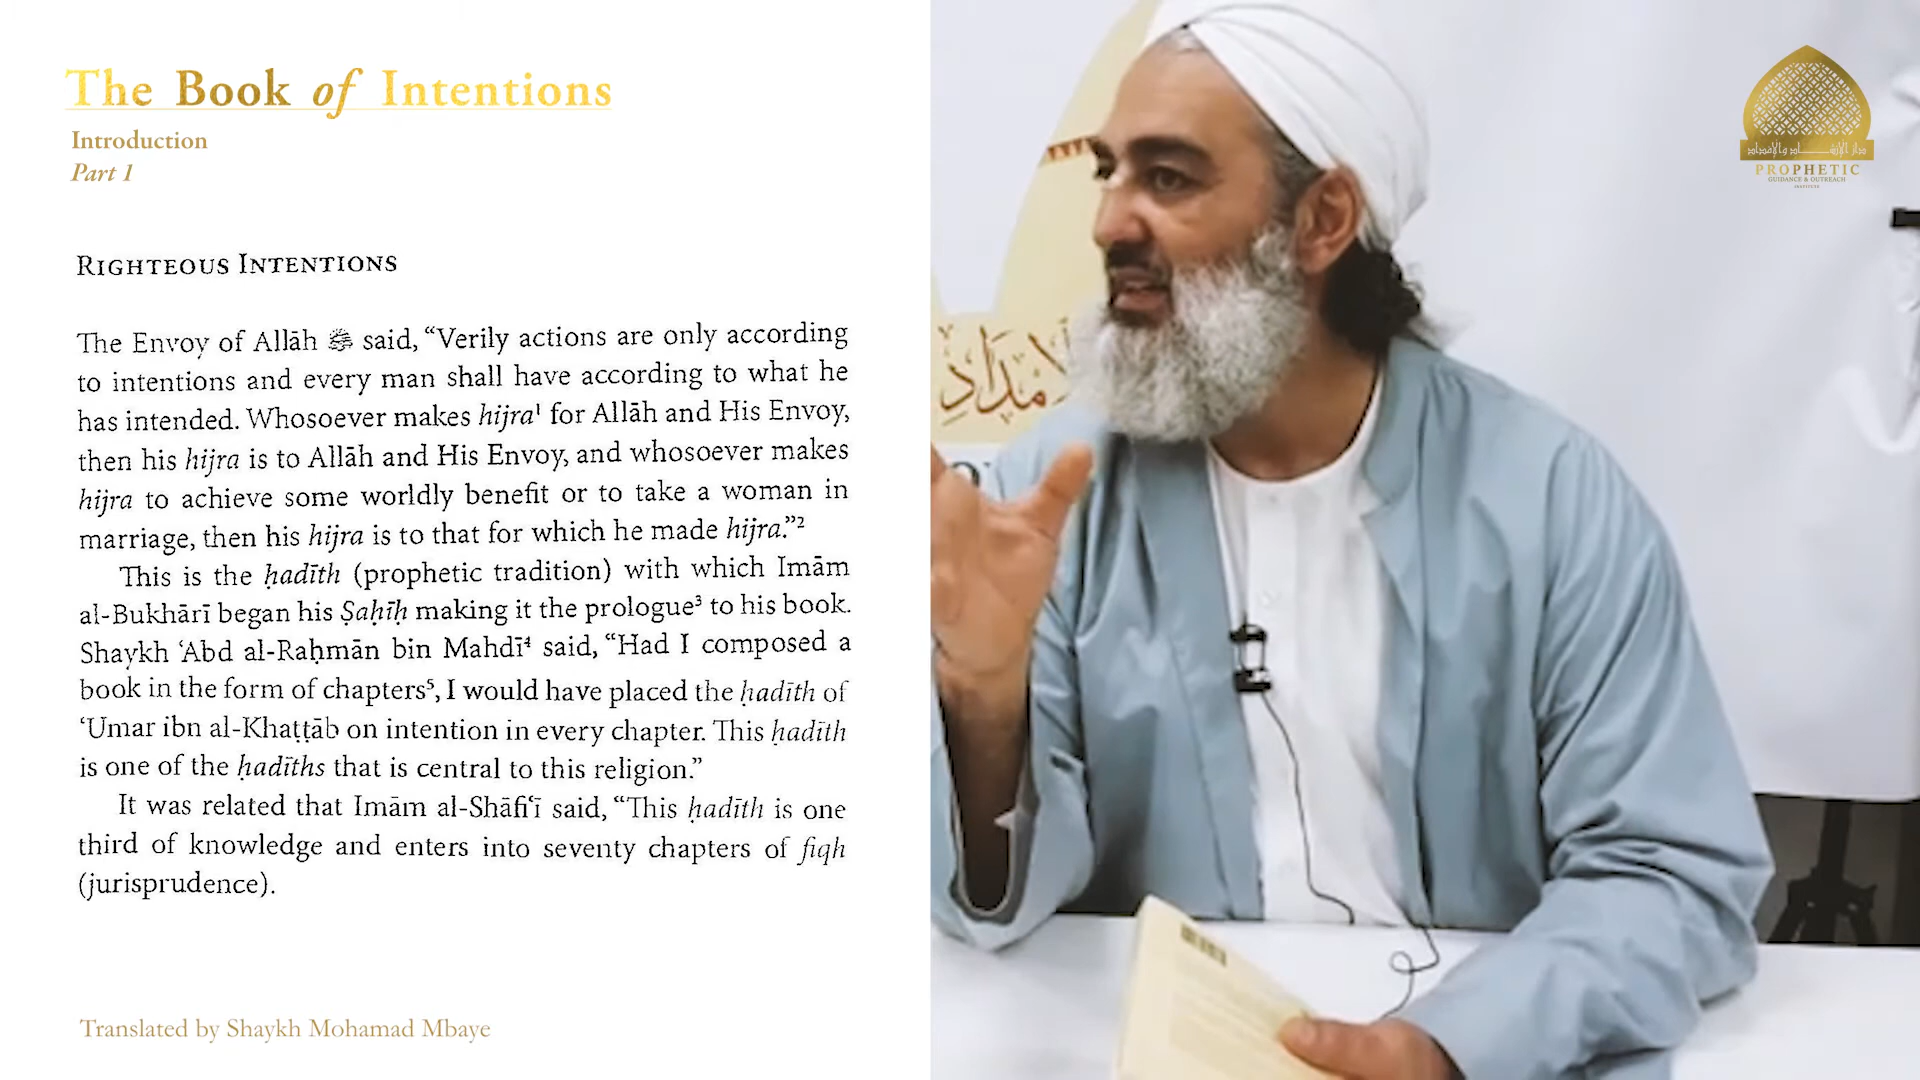 The Book of Intentions
Introduction
Part 1
RIGHTEOUS INTENTIONS
The Envoy of Allāh ﷺ said, “Verily actions are only according
to intentions and every man shall have according to what he
has intended. Whosoever makes hijra¹ for Allāh and His Envoy,
then his hijra is to Allāh and His Envoy, and whosoever makes
hijra to achieve some worldly benefit or to take a woman in
marriage, then his hijra is to that for which he made hijra.”²
This is the ḥadīth (prophetic tradition) with which Imām
al-Bukhārī began his Ṣaḥīḥ making it the prologue³ to his book.
Shaykh ‘Abd al-Raḥmān bin Mahdī⁴ said, “Had I composed a
book in the form of chapters⁵, I would have placed the ḥadīth of
‘Umar ibn al-Khaṭṭāb on intention in every chapter. This ḥadīth
is one of the ḥadīths that is central to this religion.”
It was related that Imām al-Shāfi‘ī said, “This ḥadīth is one
third of knowledge and enters into seventy chapters of fiqh
(jurisprudence).
Translated by Shaykh Mohamad Mbaye
دار الإرشاد والإمداد
PROPHETIC
GUIDANCE & OUTREACH
INSTITUTE
لإمداد